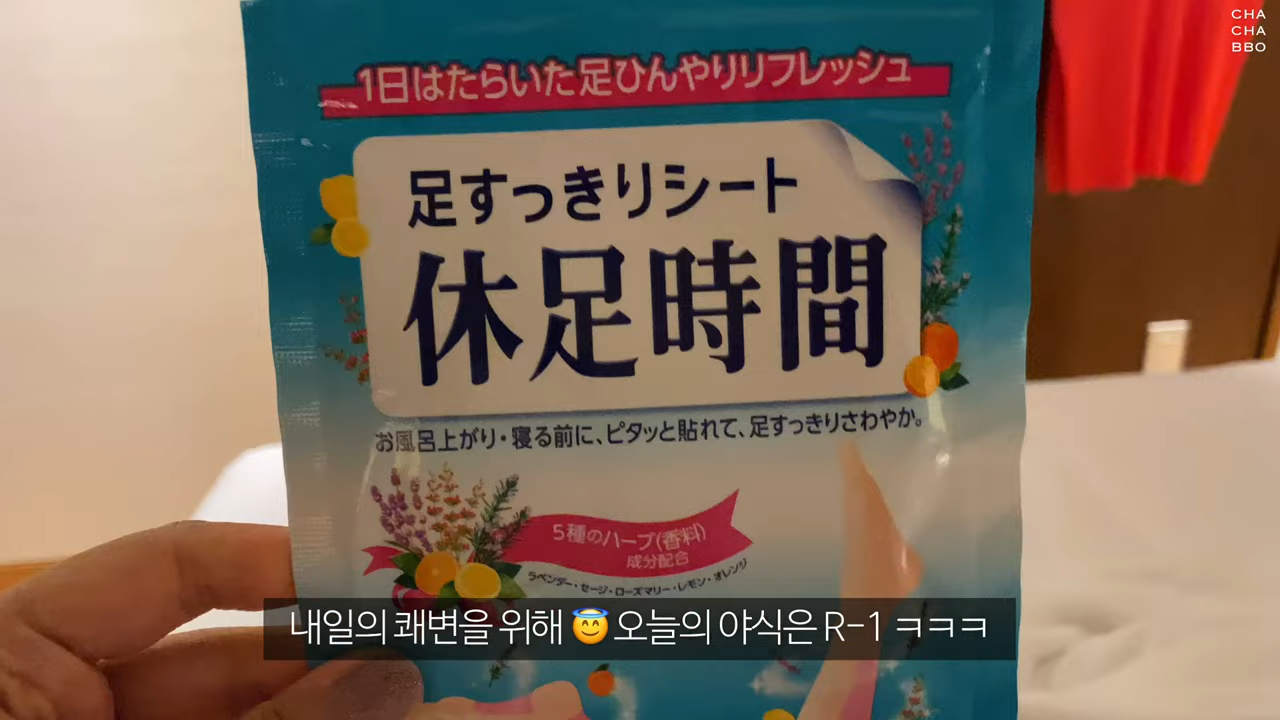 CHA
CHA
BBO
1日はたらいた足ひんやりリフレッシュ
足すっきりシート
休足時間
お風呂上がり・寝る前に、ピタッと貼れて、足すっきりさわやか。
5種のハーブ(香料)
成分配合
ラベンダー・セージ・ローズマリー・レモン・オレンジ
내일의 쾌변을 위해 😇 오늘의 야식은 R-1 ㅋㅋㅋ